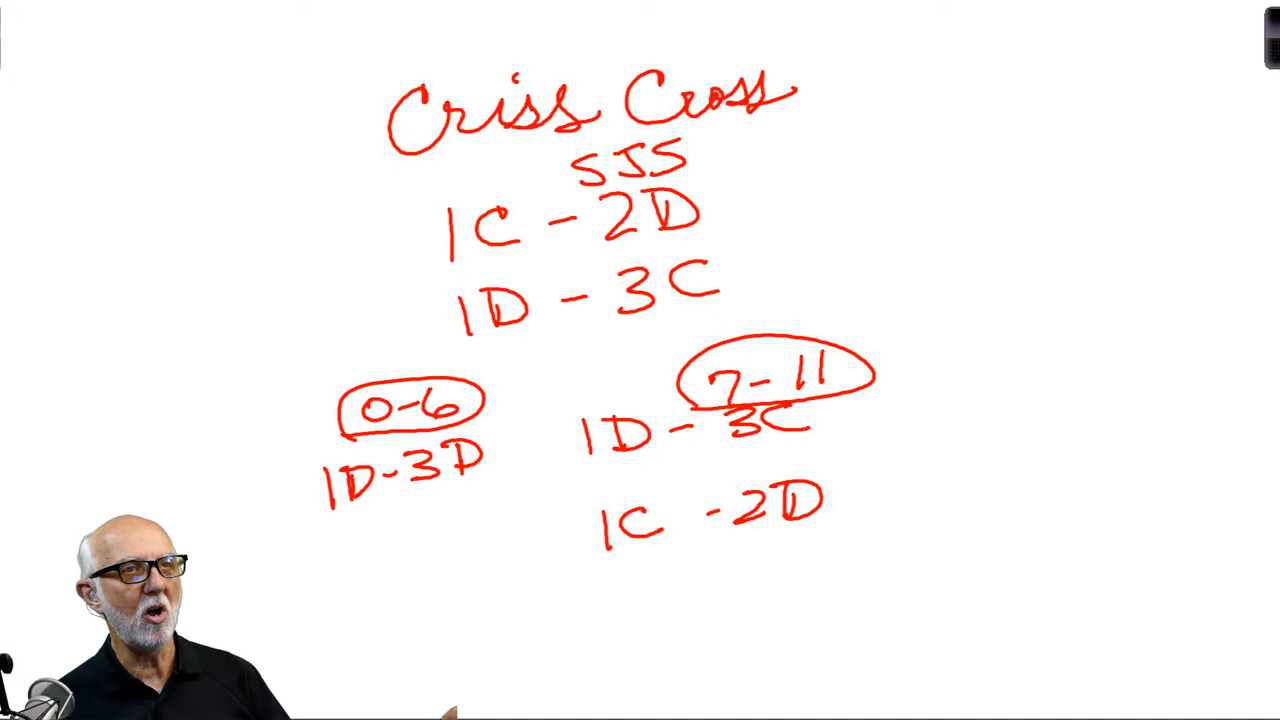 Criss Cross
SJS
1C - 2D
1D - 3C
0-6
1D-3D
7-11
1D - 3C
1C - 2D